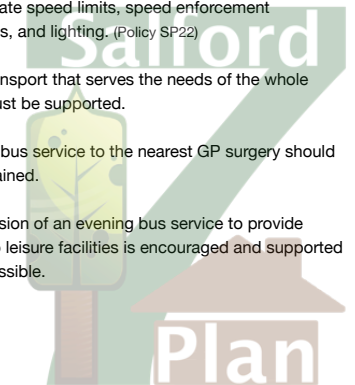 ate speed limits, speed enforcement
s, and lighting. (Policy SP22)
Salford
nsport that serves the needs of the whole
ust be supported.
bus service to the nearest GP surgery should
ained.
sion of an evening bus service to provide
o leisure facilities is encouraged and supported
ossible.
Plan